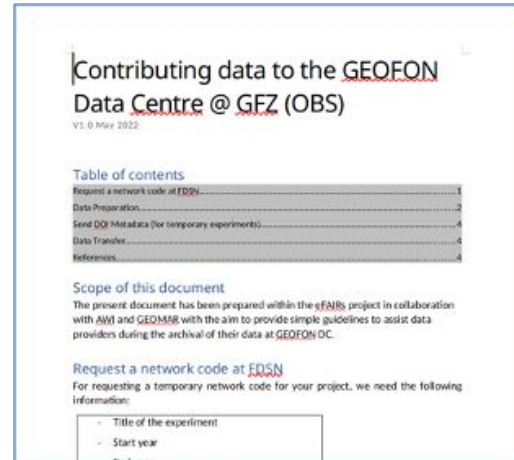 Contributing data to the GEOFON
Data Centre @ GFZ (OBS)
V1.0 May 2022
Table of contents
Request a network code at FDSN 1
Data Preparation 2
Send DOI Metadata (for temporary experiments) 4
Data Transfer 4
References 4
Scope of this document
The present document has been prepared within the eFAIRs project in collaboration
with AWI and GEOMAR with the aim to provide simple guidelines to assist data
providers during the archival of their data at GEOFON DC.
Request a network code at FDSN
For requesting a temporary network code for your project, we need the following
information:
- Title of the experiment
- Start year